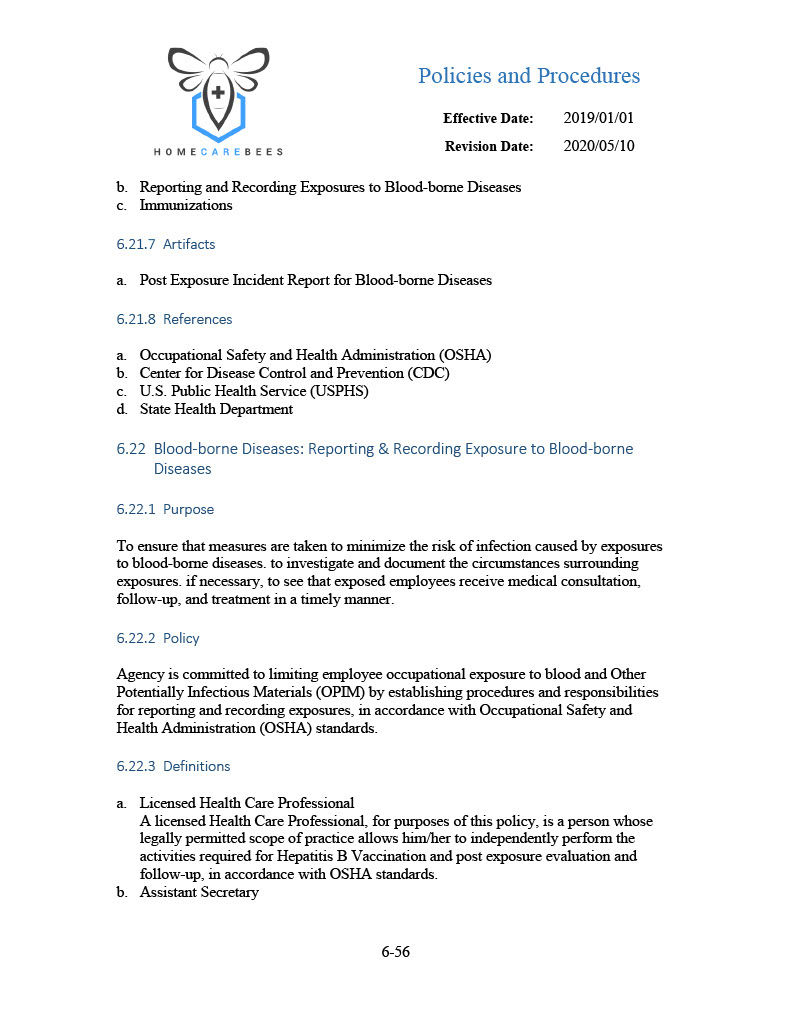 Policies and Procedures
Effective Date: 2019/01/01
Revision Date: 2020/05/10
HOMECAREBEES
b. Reporting and Recording Exposures to Blood-borne Diseases
c. Immunizations
6.21.7 Artifacts
a. Post Exposure Incident Report for Blood-borne Diseases
6.21.8 References
a. Occupational Safety and Health Administration (OSHA)
b. Center for Disease Control and Prevention (CDC)
c. U.S. Public Health Service (USPHS)
d. State Health Department
6.22 Blood-borne Diseases: Reporting & Recording Exposure to Blood-borne
Diseases
6.22.1 Purpose
To ensure that measures are taken to minimize the risk of infection caused by exposures
to blood-borne diseases. to investigate and document the circumstances surrounding
exposures. if necessary, to see that exposed employees receive medical consultation,
follow-up, and treatment in a timely manner.
6.22.2 Policy
Agency is committed to limiting employee occupational exposure to blood and Other
Potentially Infectious Materials (OPIM) by establishing procedures and responsibilities
for reporting and recording exposures, in accordance with Occupational Safety and
Health Administration (OSHA) standards.
6.22.3 Definitions
a. Licensed Health Care Professional
A licensed Health Care Professional, for purposes of this policy, is a person whose
legally permitted scope of practice allows him/her to independently perform the
activities required for Hepatitis B Vaccination and post exposure evaluation and
follow-up, in accordance with OSHA standards.
b. Assistant Secretary
6-56